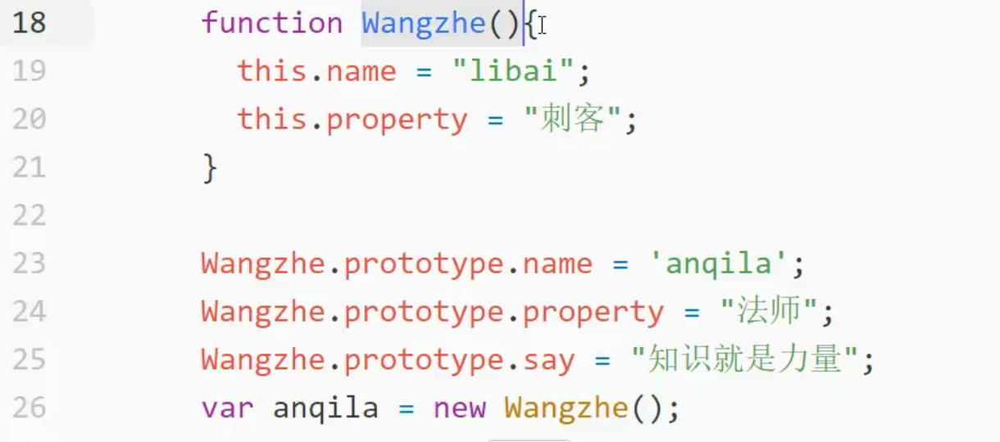 18 function Wangzhe(){
19 this.name = "libai";
20 this.property = "刺客";
21 }
22
23 Wangzhe.prototype.name = 'anqila';
24 Wangzhe.prototype.property = "法师";
25 Wangzhe.prototype.say = "知识就是力量";
26 var anqila = new Wangzhe();